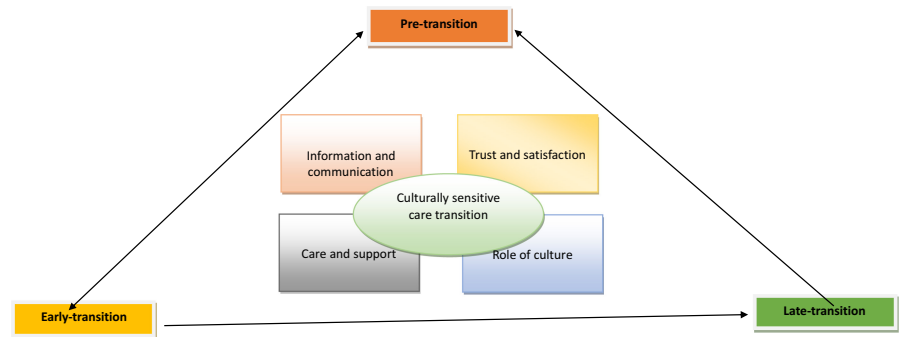 Pre-transition
Information and
communication
Trust and satisfaction
Culturally sensitive
care transition
Care and support
Role of culture
Early-transition
Late-transition